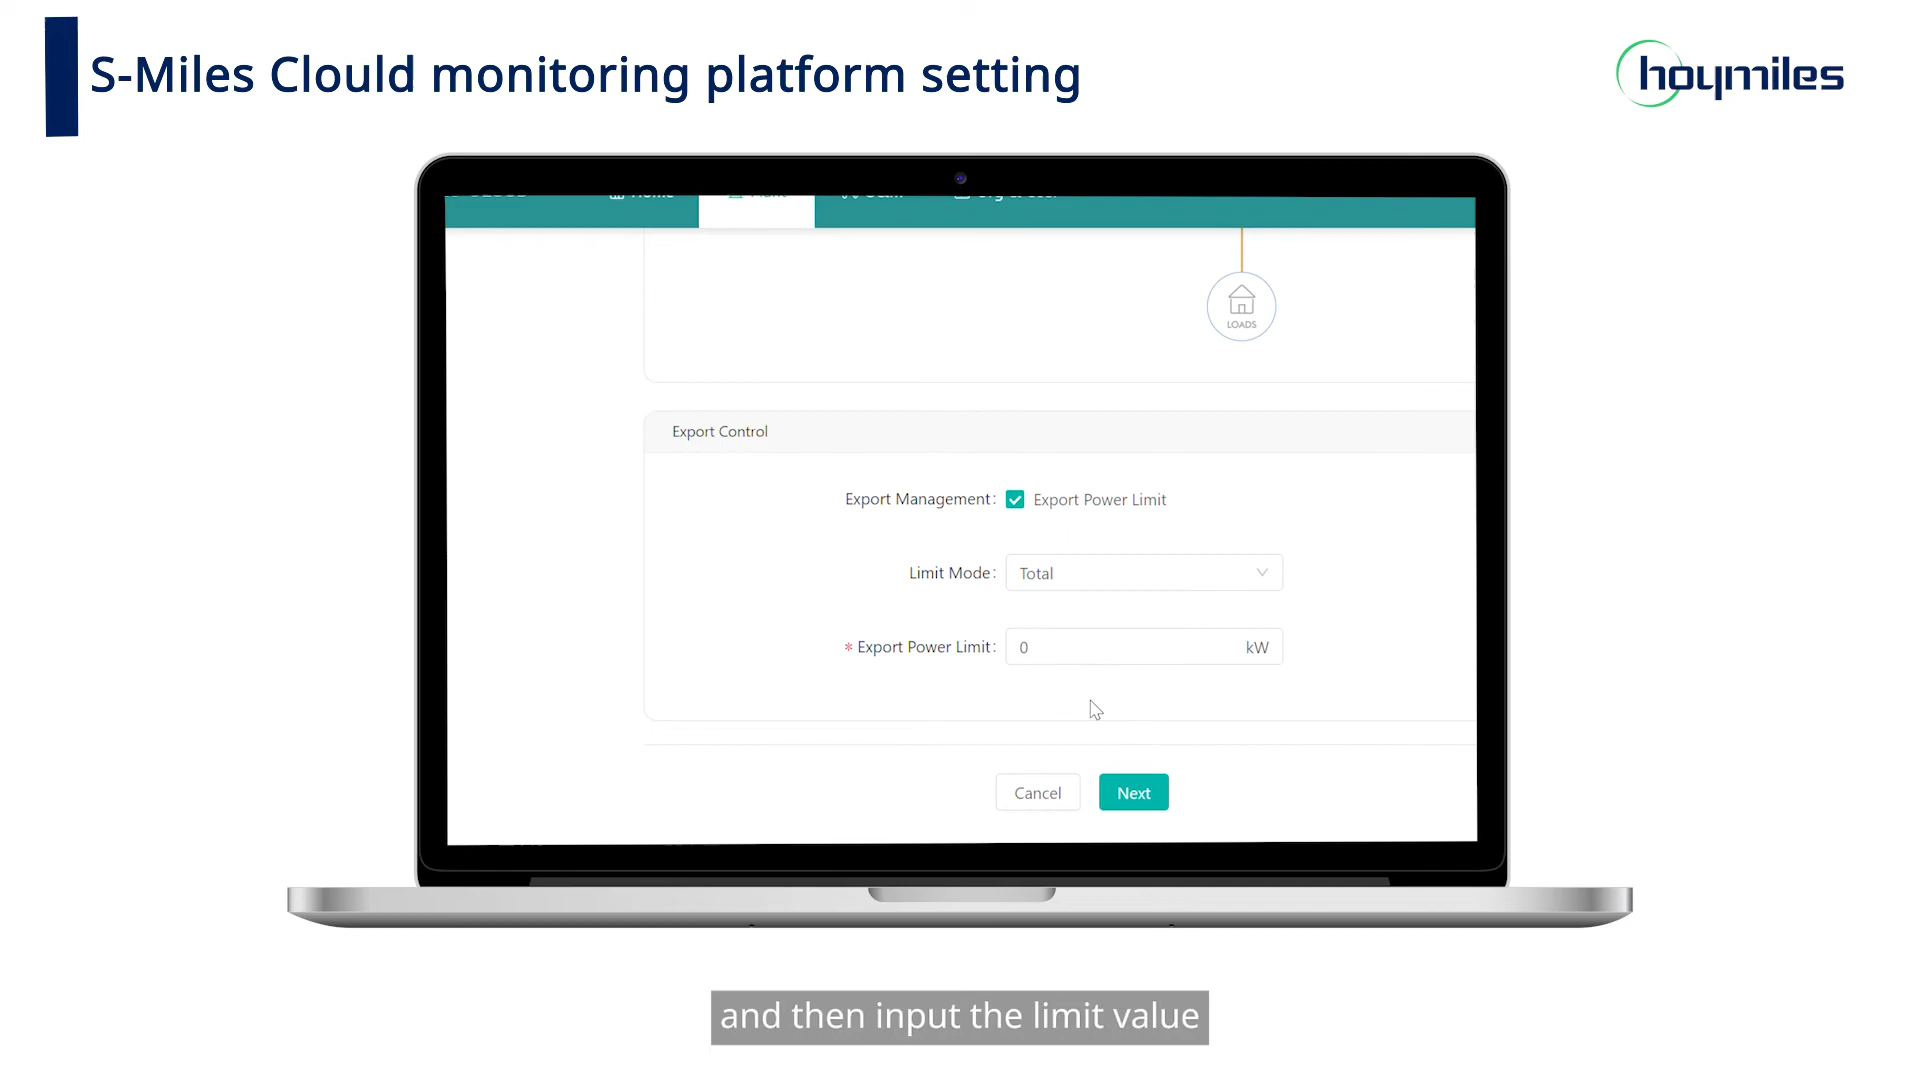 S-Miles Clould monitoring platform setting
hoymiles
LOADS
Export Control
Export Management: Export Power Limit
Limit Mode: Total
* Export Power Limit: 0 kW
Cancel Next
and then input the limit value